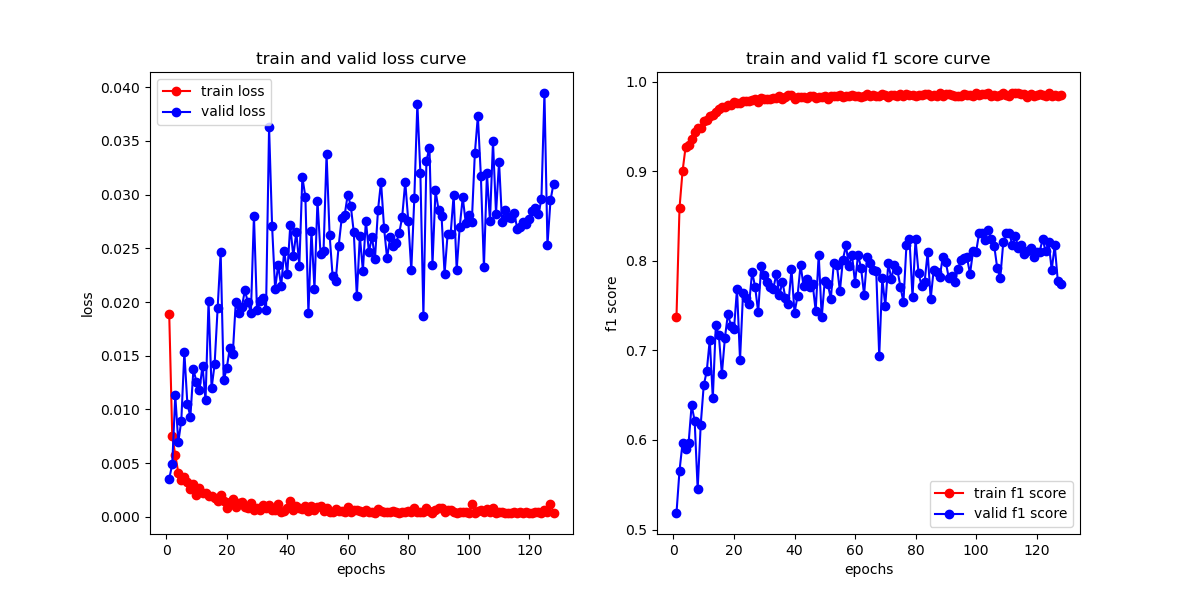 train and valid loss curve
train loss
valid loss
0.040
0.035
0.030
0.025
0.020
0.015
0.010
0.005
0.000
loss
0 20 40 60 80 100 120
epochs
train and valid f1 score curve
1.0
0.9
0.8
0.7
0.6
0.5
f1 score
train f1 score
valid f1 score
0 20 40 60 80 100 120
epochs